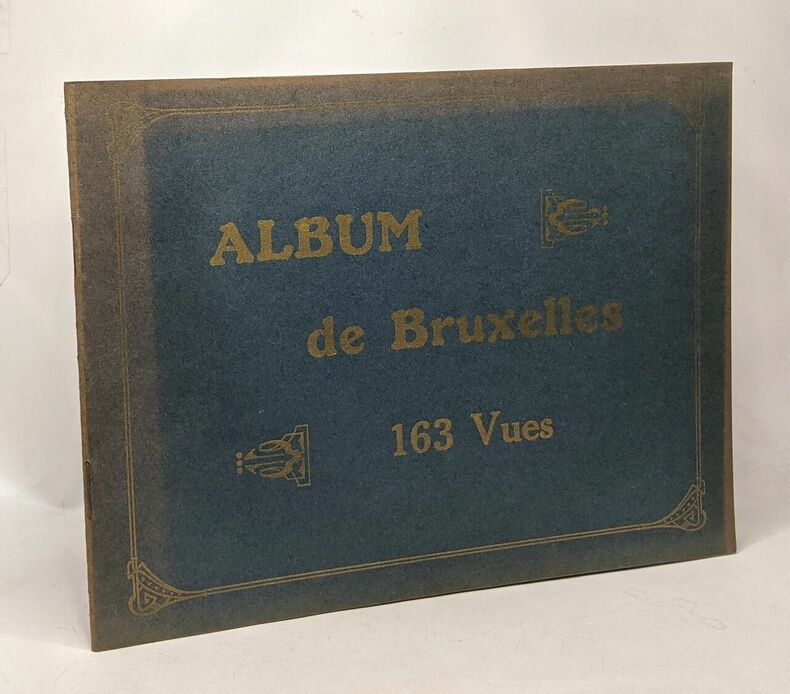 ALBUM
de Bruxelles
163 Vues